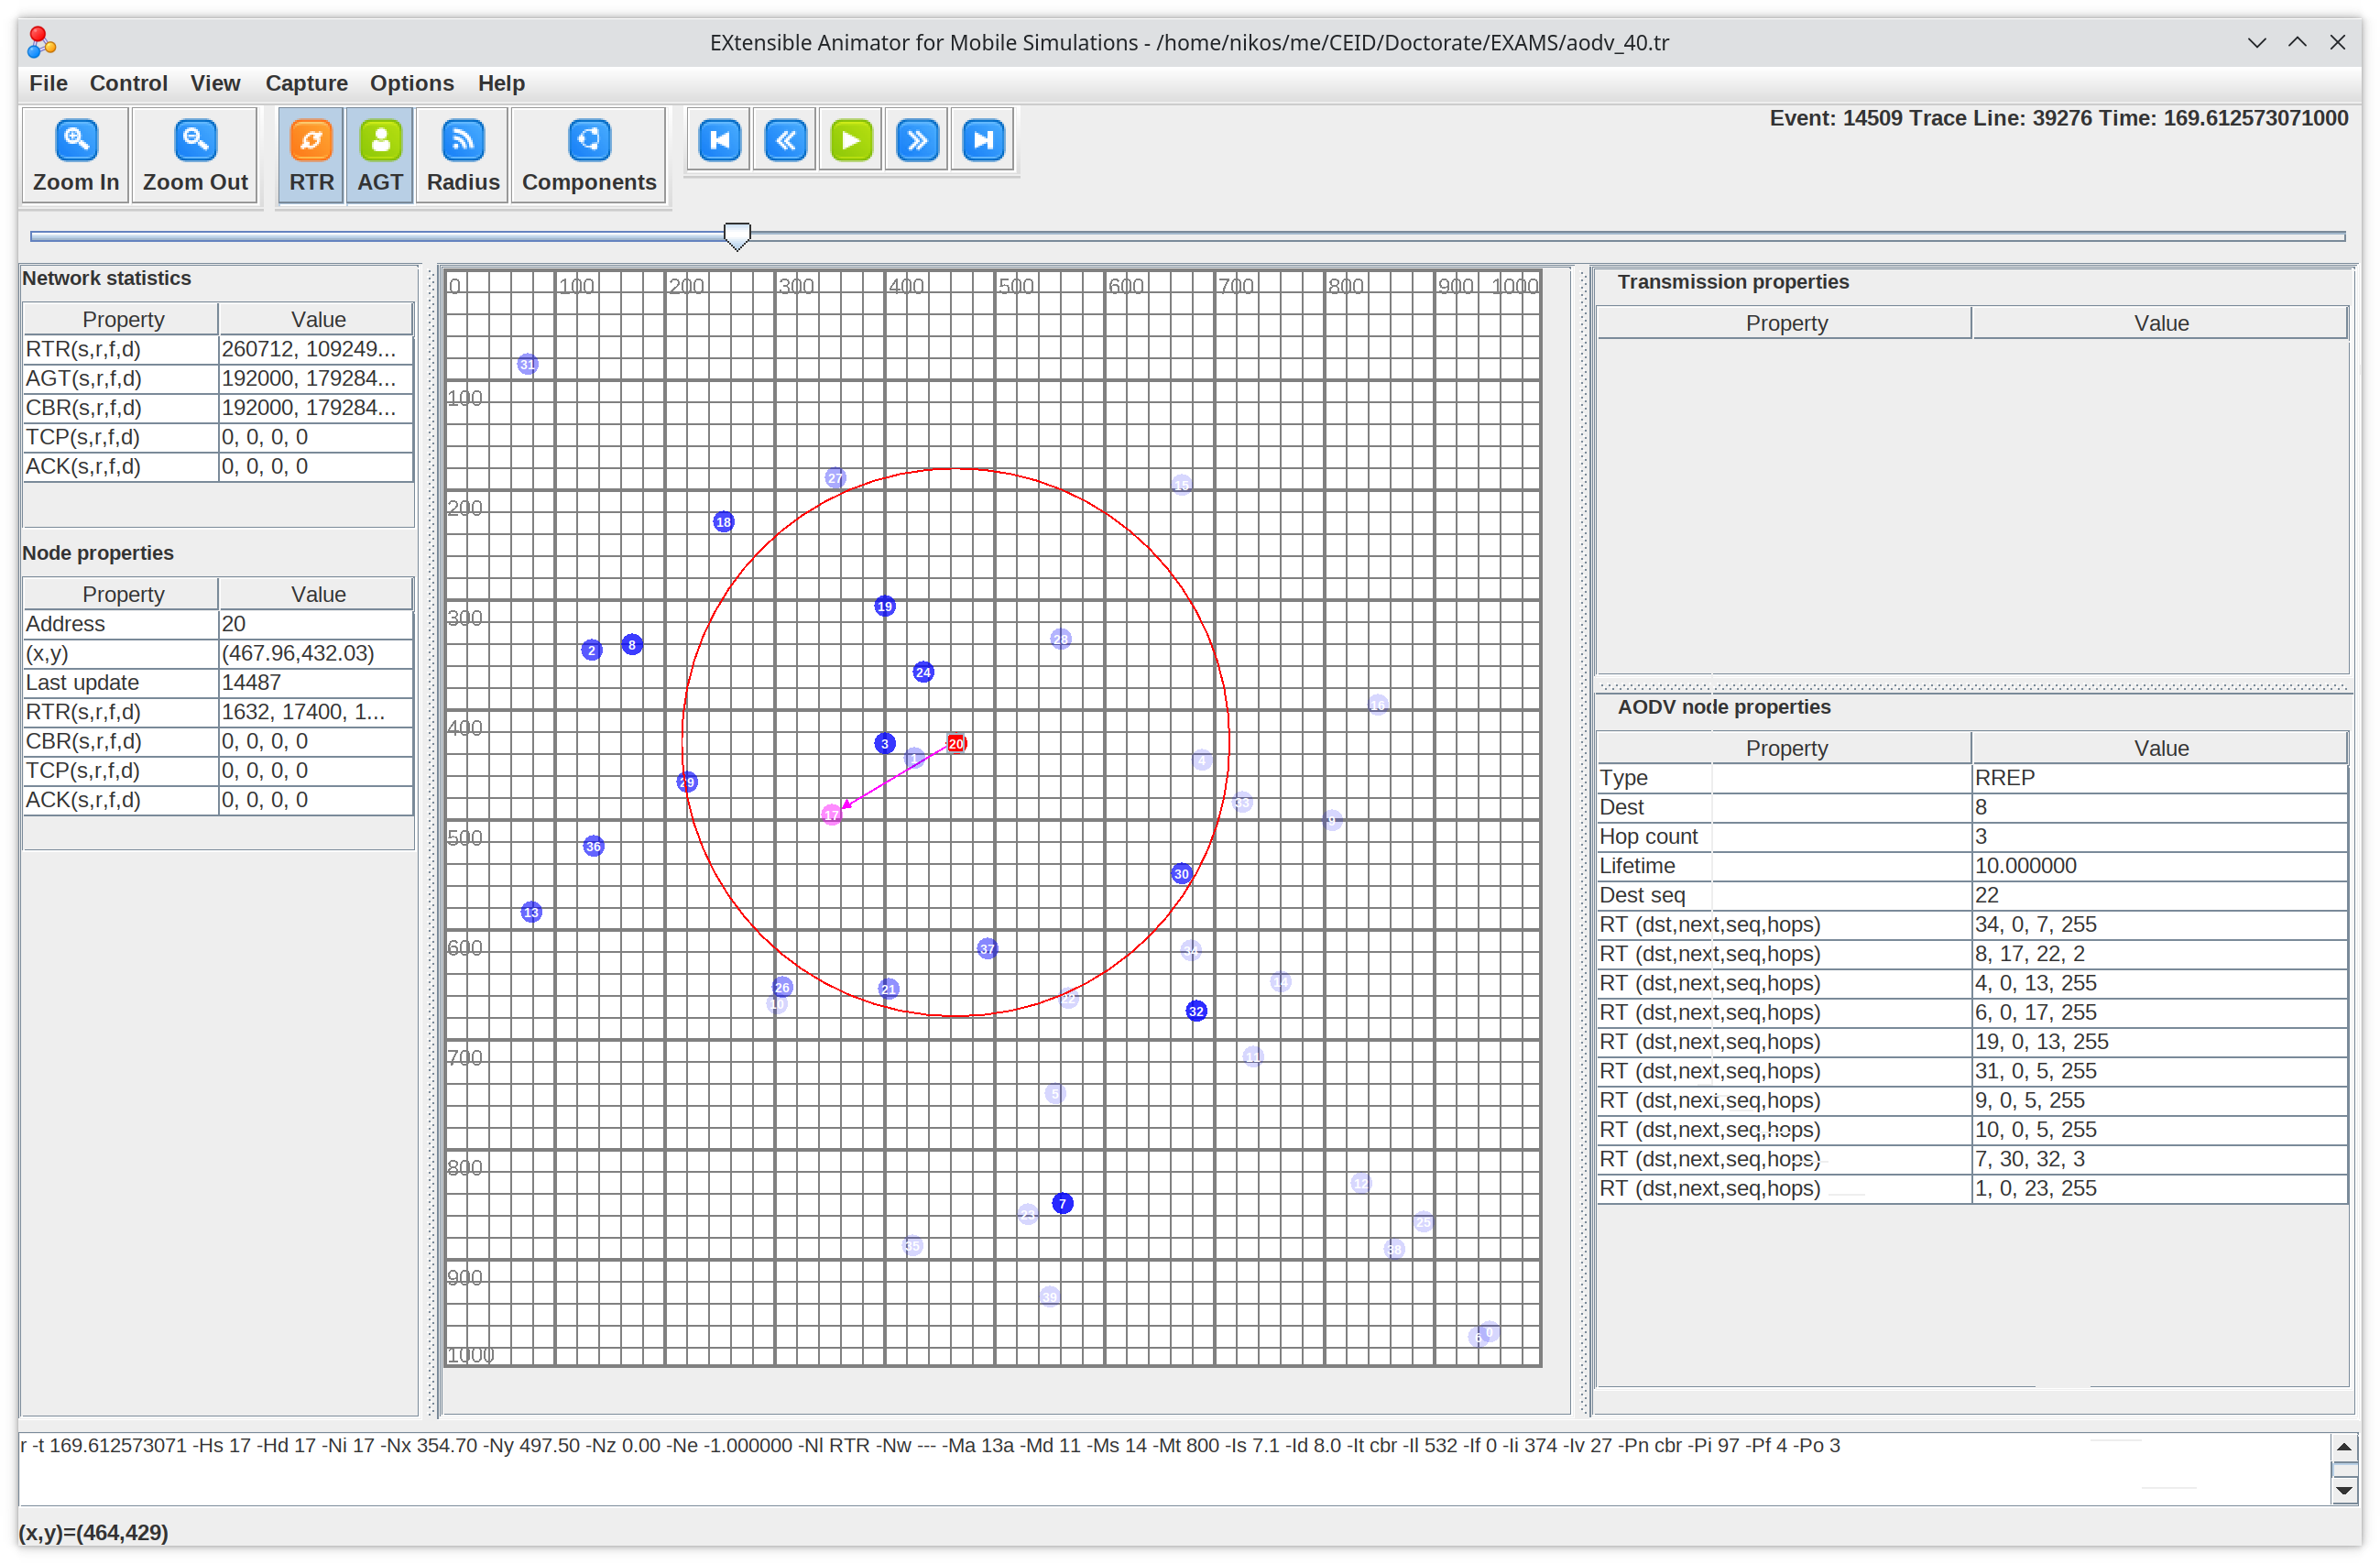 EXtensible Animator for Mobile Simulations - /home/nikos/me/CEID/Doctorate/EXAMS/aodv_40.tr
File Control View Capture Options Help
Zoom In Zoom Out RTR AGT Radius Components
Event: 14509 Trace Line: 39276 Time: 169.612573071000
Network statistics
Property Value
RTR(s,r,f,d) 260712, 109249...
AGT(s,r,f,d) 192000, 179284...
CBR(s,r,f,d) 192000, 179284...
TCP(s,r,f,d) 0, 0, 0, 0
ACK(s,r,f,d) 0, 0, 0, 0
Node properties
Property Value
Address 20
(x,y) (467.96,432.03)
Last update 14487
RTR(s,r,f,d) 1632, 17400, 1...
CBR(s,r,f,d) 0, 0, 0, 0
TCP(s,r,f,d) 0, 0, 0, 0
ACK(s,r,f,d) 0, 0, 0, 0
0 100 200 300 400 500 600 700 800 900 1000
31
100
27
15
200
18
19
300
28
2 8
24
16
400
3 20
1 4
29
33
17 9
500
36
30
13
600
37 34
26 21 14
10 22
32
700
11
5
800
12
7
23 25
35 38
900
39
6 0
1000
Transmission properties
Property Value
AODV node properties
Property Value
Type RREP
Dest 8
Hop count 3
Lifetime 10.000000
Dest seq 22
RT (dst,next,seq,hops) 34, 0, 7, 255
RT (dst,next,seq,hops) 8, 17, 22, 2
RT (dst,next,seq,hops) 4, 0, 13, 255
RT (dst,next,seq,hops) 6, 0, 17, 255
RT (dst,next,seq,hops) 19, 0, 13, 255
RT (dst,next,seq,hops) 31, 0, 5, 255
RT (dst,next,seq,hops) 9, 0, 5, 255
RT (dst,next,seq,hops) 10, 0, 5, 255
RT (dst,next,seq,hops) 7, 30, 32, 3
RT (dst,next,seq,hops) 1, 0, 23, 255
r -t 169.612573071 -Hs 17 -Hd 17 -Ni 17 -Nx 354.70 -Ny 497.50 -Nz 0.00 -Ne -1.000000 -Nl RTR -Nw --- -Ma 13a -Md 11 -Ms 14 -Mt 800 -Is 7.1 -Id 8.0 -It cbr -Il 532 -If 0 -Ii 374 -Iv 27 -Pn cbr -Pi 97 -Pf 4 -Po 3
(x,y)=(464,429)